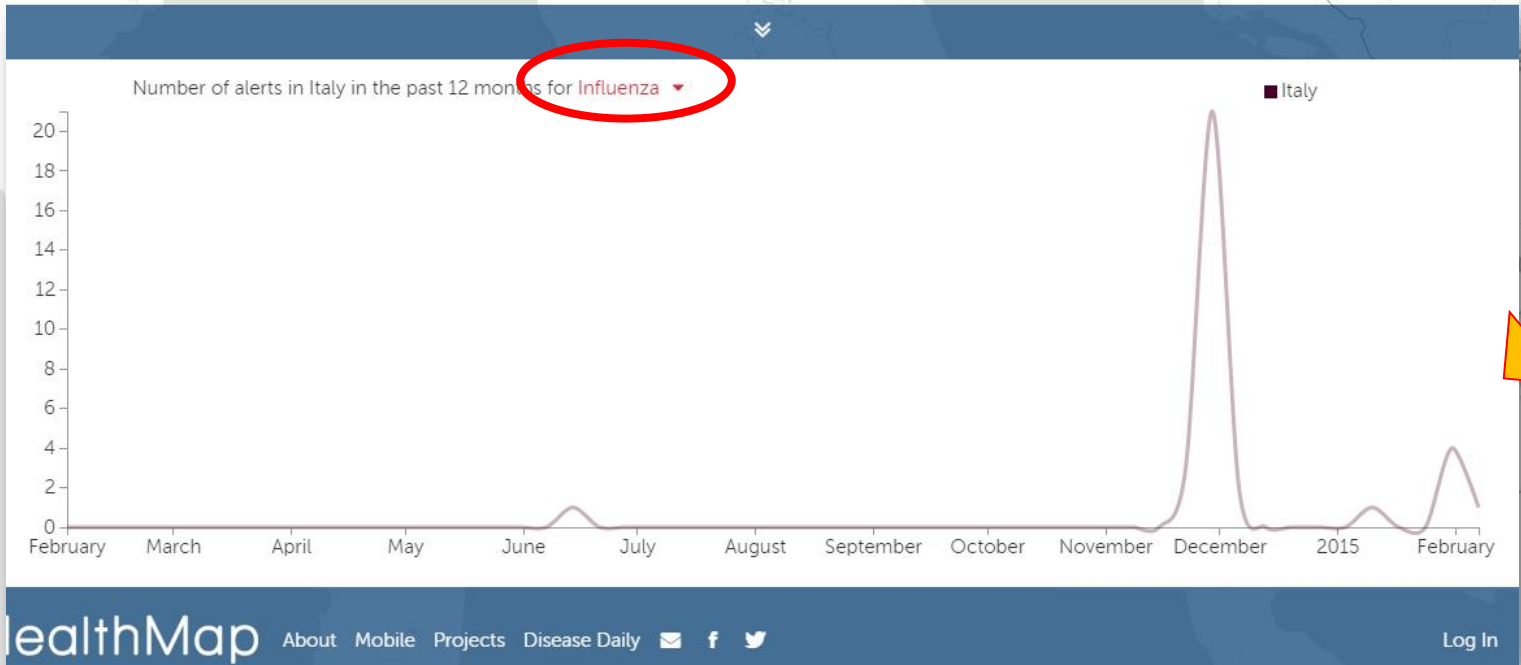 Number of alerts in Italy in the past 12 months for Influenza
Italy
20
18
16
14
12
10
8
6
4
2
0
February March April May June July August September October November December 2015 February
lealthMap About Mobile Projects Disease Daily f Log In